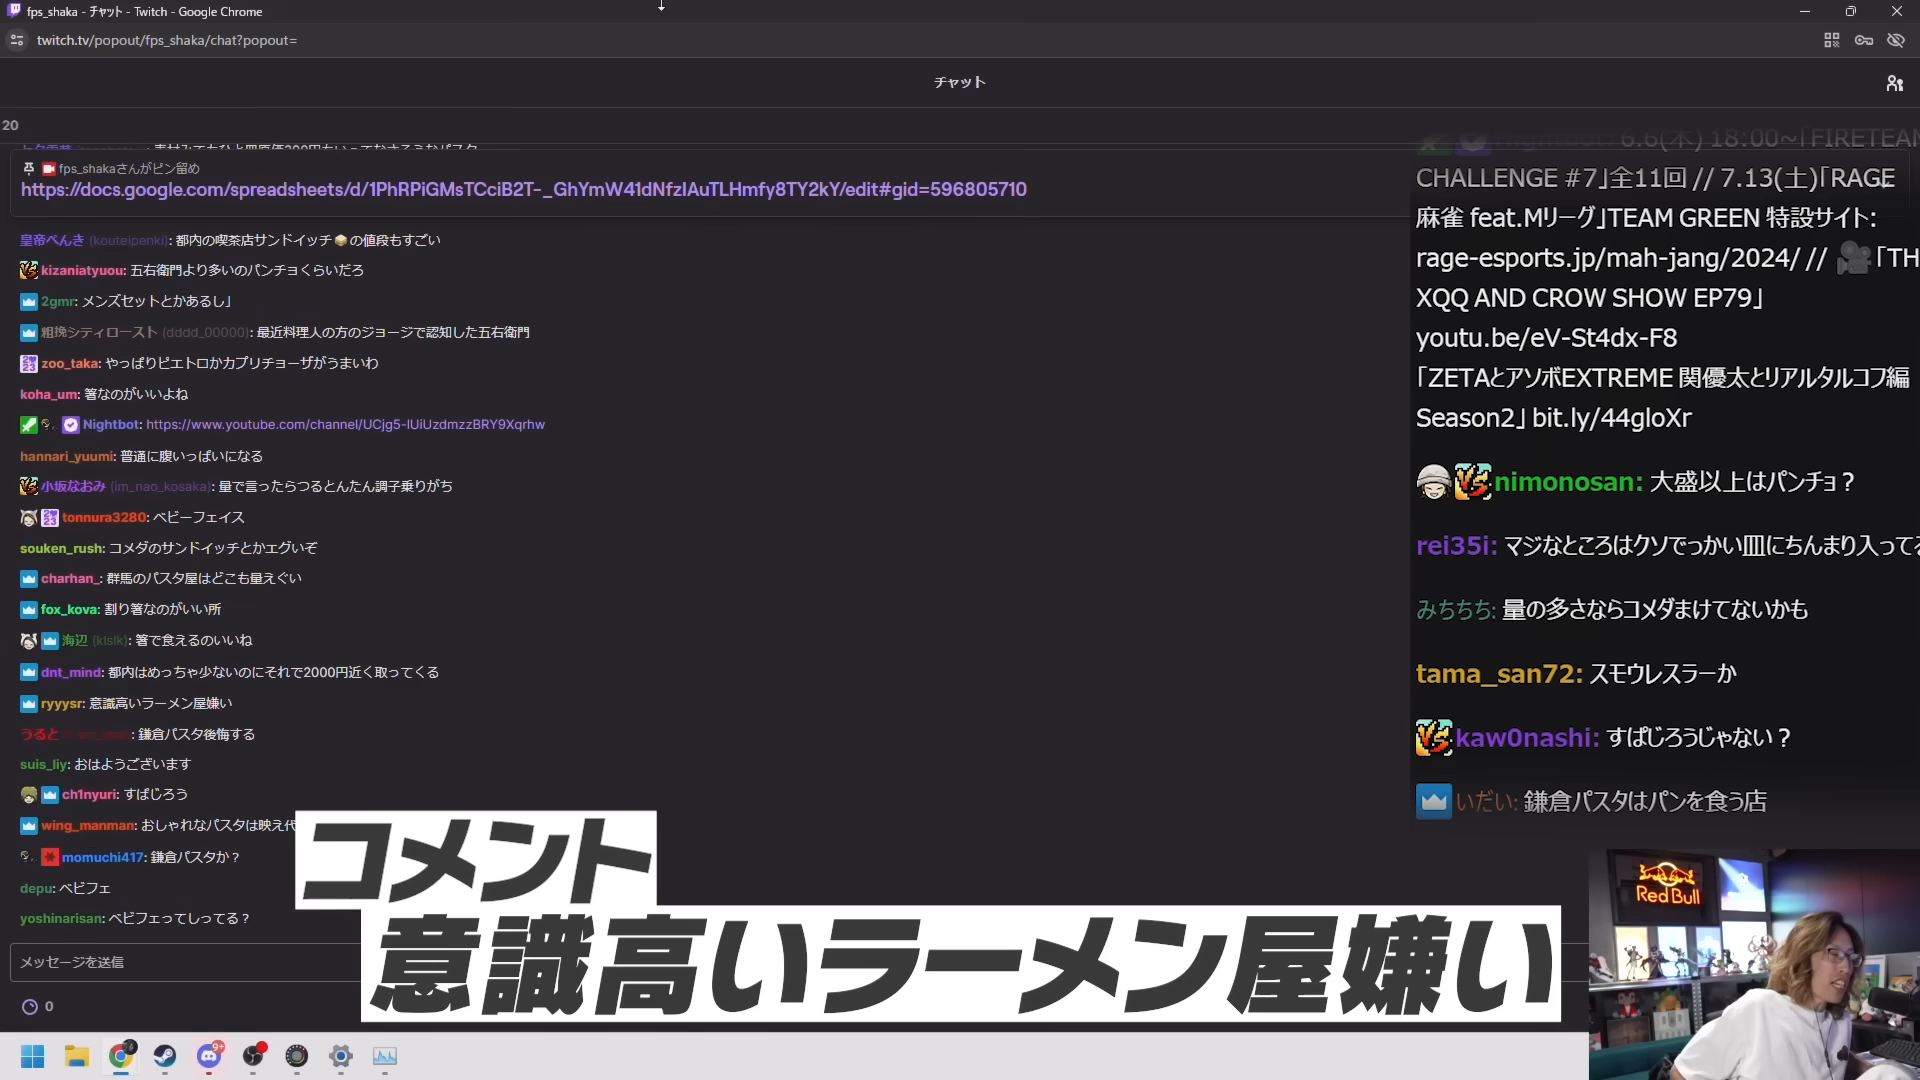 fps_shaka - チャット - Twitch - Google Chrome
twitch.tv/popout/fps_shaka/chat?popout=
チャット
20
fps_shakaさんがピン留め
https://docs.google.com/spreadsheets/d/1PhRPiGMsTCciB2T-_GhYmW41dNfzIAuTLHmfy8TY2kY/edit#gid=596805710
皇帝ぺんき (kouteipenki): 都内の喫茶店サンドイッチ の値段もすごい
kizaniatyuou: 五右衛門より多いのパンチョくらいだろ
2gmr: メンズセットとかあるし」
粗挽シティロースト (dddd_00000): 最近料理人の方のジョージで認知した五右衛門
zoo_taka: やっぱりピエトロかカプリチョーザがうまいわ
koha_um: 箸なのがいいよね
Nightbot: https://www.youtube.com/channel/UCjg5-IUiUzdmzzBRY9Xqrhw
hannari_yuumi: 普通に腹いっぱいになる
小坂なおみ (im_nao_kosaka): 量で言ったらつるとんたん調子乗りがち
tonnura3280: ベビーフェイス
souken_rush: コメダのサンドイッチとかエグいぞ
charhan_: 群馬のパスタ屋はどこも量えぐい
fox_kova: 割り箸なのがいい所
海辺 (klslk): 箸で食えるのいいね
dnt_mind: 都内はめっちゃ少ないのにそれで2000円近く取ってくる
ryyysr: 意識高いラーメン屋嫌い
うると : 鎌倉パスタ後悔する
suis_liy: おはようございます
ch1nyuri: すぱじろう
wing_manman: おしゃれなパスタは映え代
momuchi417: 鎌倉パスタか？
depu: ベビフェ
yoshinarisan: ベビフェってしってる？
メッセージを送信
0
6.6(木) 18:00~「FIRETEAM
CHALLENGE #7」全11回 // 7.13(土)「RAGE
麻雀 feat.Mリーグ」TEAM GREEN 特設サイト:
rage-esports.jp/mah-jang/2024/ // 「TH
XQQ AND CROW SHOW EP79」
youtu.be/eV-St4dx-F8
「ZETAとアソボEXTREME 関優太とリアルタルコフ編
Season2」 bit.ly/44gloXr
nimonosan: 大盛以上はパンチョ？
rei35i: マジなところはクソでっかい皿にちんまり入ってる
みちちち: 量の多さならコメダまけてないかも
tama_san72: スモウレスラーか
kaw0nashi: すぱじろうじゃない？
いだい: 鎌倉パスタはパンを食う店
コメント
意識高いラーメン屋嫌い
Red Bull
9+